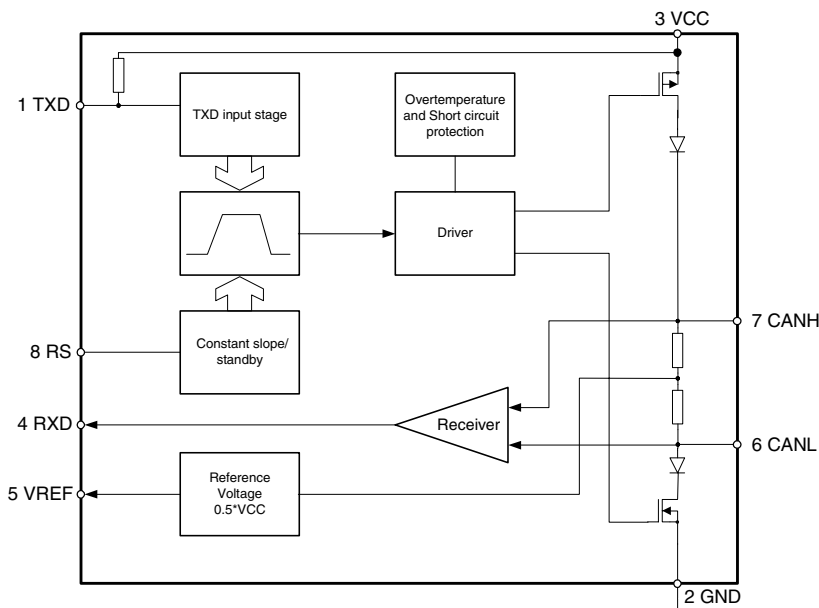 3 VCC
1 TXD
TXD input stage
Overtemperature
and Short circuit
protection
Driver
7 CANH
8 RS
Constant slope/
standby
4 RXD
Receiver
6 CANL
5 VREF
Reference
Voltage
0.5*VCC
2 GND